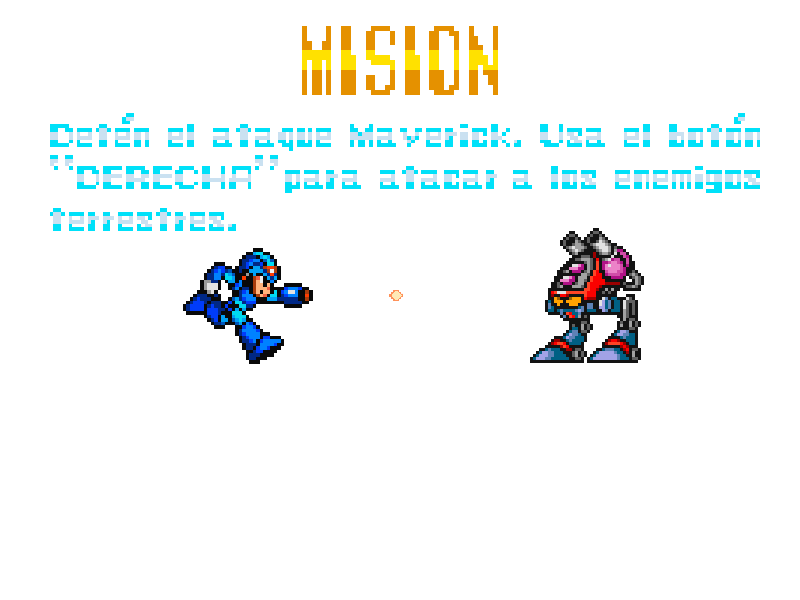 MISION
Detén el ataque Maverick. Usa el botón
"DERECHA" para atacar a los enemigos
terrestres.